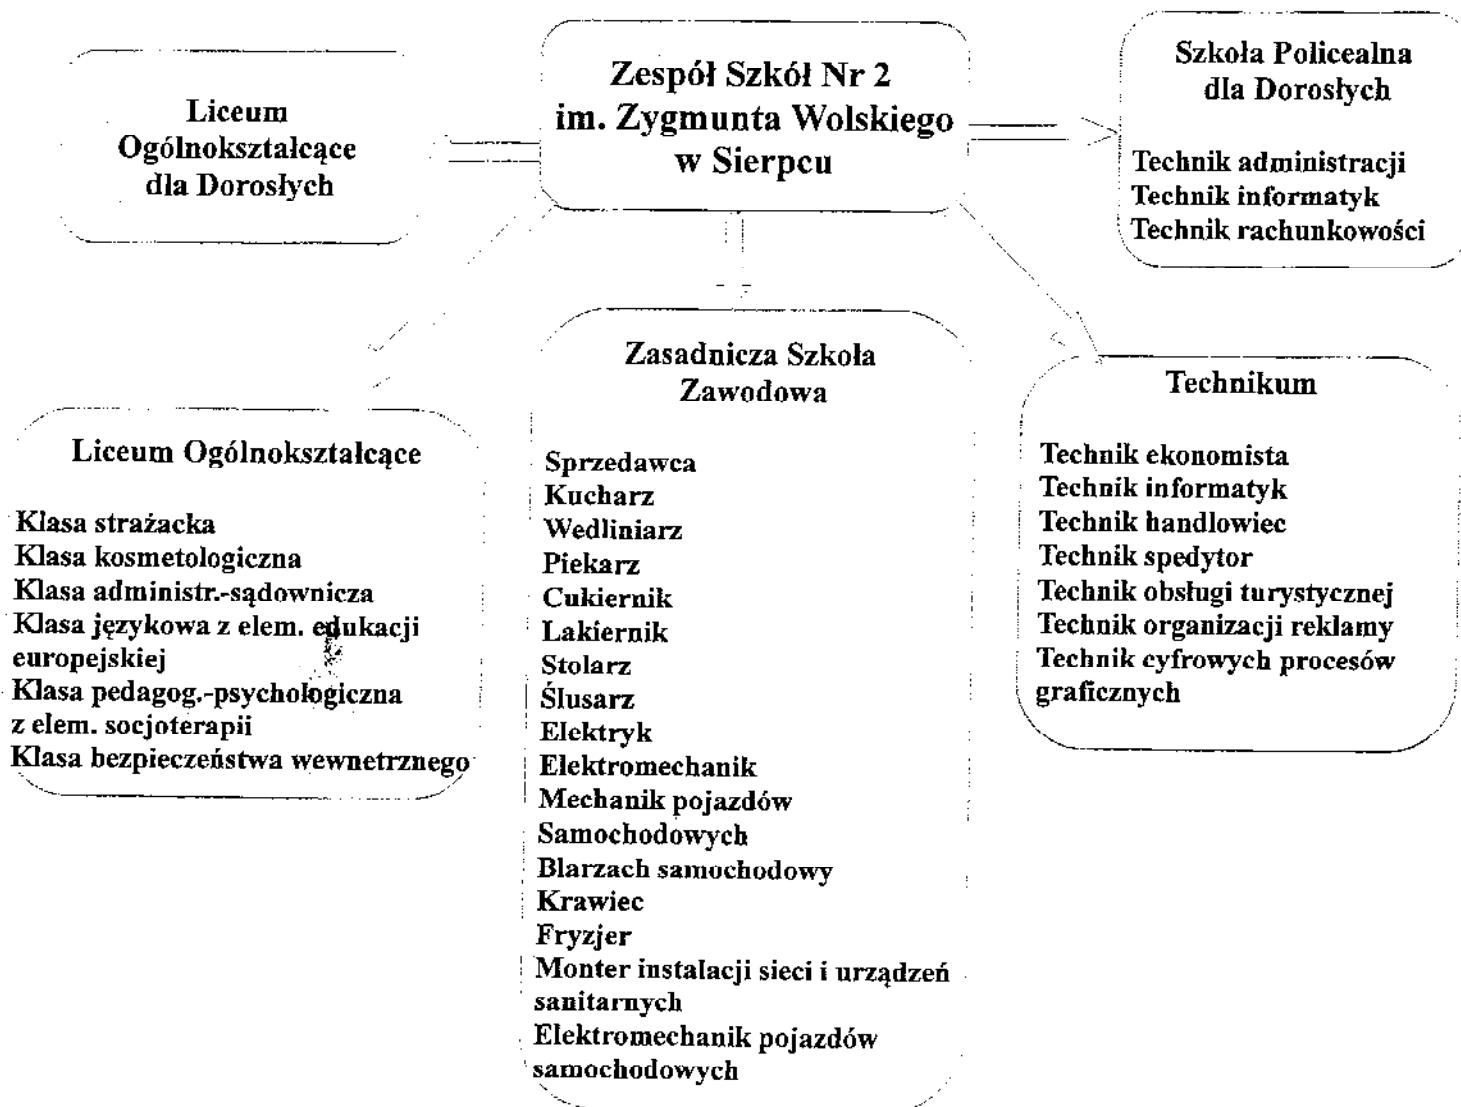 Zespół Szkół Nr 2
im. Zygmunta Wolskiego
w Sierpcu
Liceum
Ogólnokształcące
dla Dorosłych
Szkoła Policealna
dla Dorosłych
Technik administracji
Technik informatyk
Technik rachunkowości
Liceum Ogólnokształcące
Klasa strażacka
Klasa kosmetologiczna
Klasa administr.-sądownicza
Klasa językowa z elem. edukacji
europejskiej
Klasa pedagog.-psychologiczna
z elem. socjoterapii
Klasa bezpieczeństwa wewnetrznego
Zasadnicza Szkoła
Zawodowa
Sprzedawca
Kucharz
Wedliniarz
Piekarz
Cukiernik
Lakiernik
Stolarz
Ślusarz
Elektryk
Elektromechanik
Mechanik pojazdów
Samochodowych
Blarzach samochodowy
Krawiec
Fryzjer
Monter instalacji sieci i urządzeń
sanitarnych
Elektromechanik pojazdów
samochodowych
Technikum
Technik ekonomista
Technik informatyk
Technik handlowiec
Technik spedytor
Technik obsługi turystycznej
Technik organizacji reklamy
Technik cyfrowych procesów
graficznych